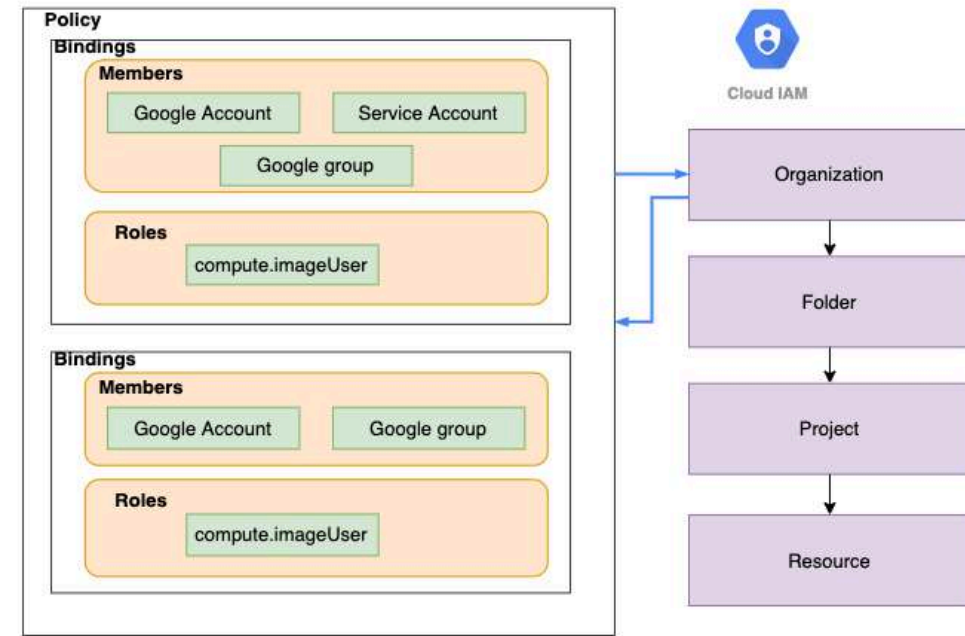 Policy
Bindings
Members
Google Account
Service Account
Google group
Roles
compute.imageUser
Bindings
Members
Google Account
Google group
Roles
compute.imageUser
Cloud IAM
Organization
Folder
Project
Resource